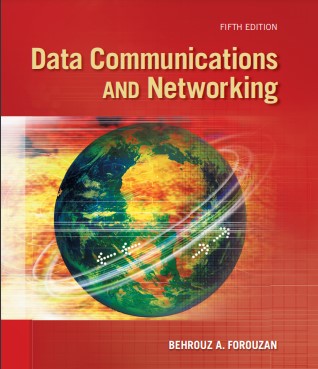 FIFTH EDITION
Data Communications
AND Networking
BEHROUZ A. FOROUZAN